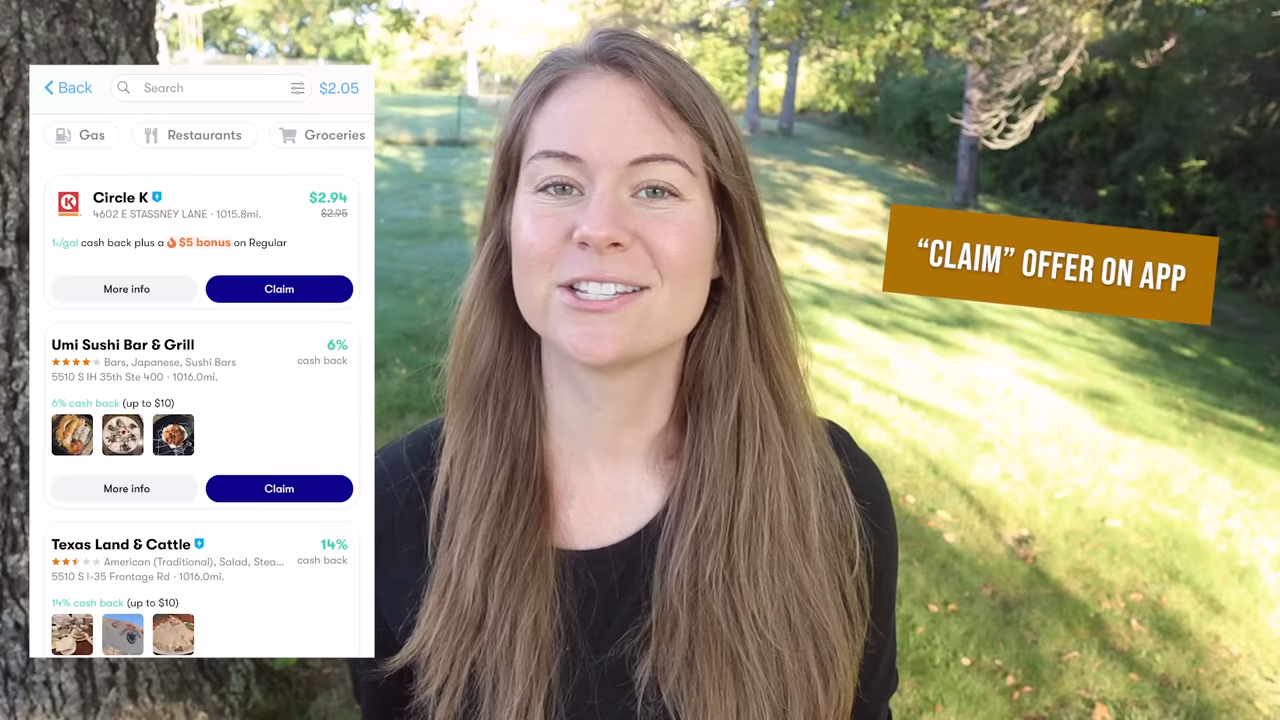 Back
Search
$2.05
Gas
Restaurants
Groceries
K
Circle K
$2.94
4602 E STASSNEY LANE · 1015.8mi.
$2.95
1¢/gal cash back plus a $5 bonus on Regular
More info
Claim
Umi Sushi Bar & Grill
6%
Bars, Japanese, Sushi Bars
cash back
5510 S IH 35th Ste 400 · 1016.0mi.
6% cash back (up to $10)
More info
Claim
Texas Land & Cattle
14%
American (Traditional), Salad, Stea...
cash back
5510 S I-35 Frontage Rd · 1016.0mi.
14% cash back (up to $10)
“CLAIM” OFFER ON APP